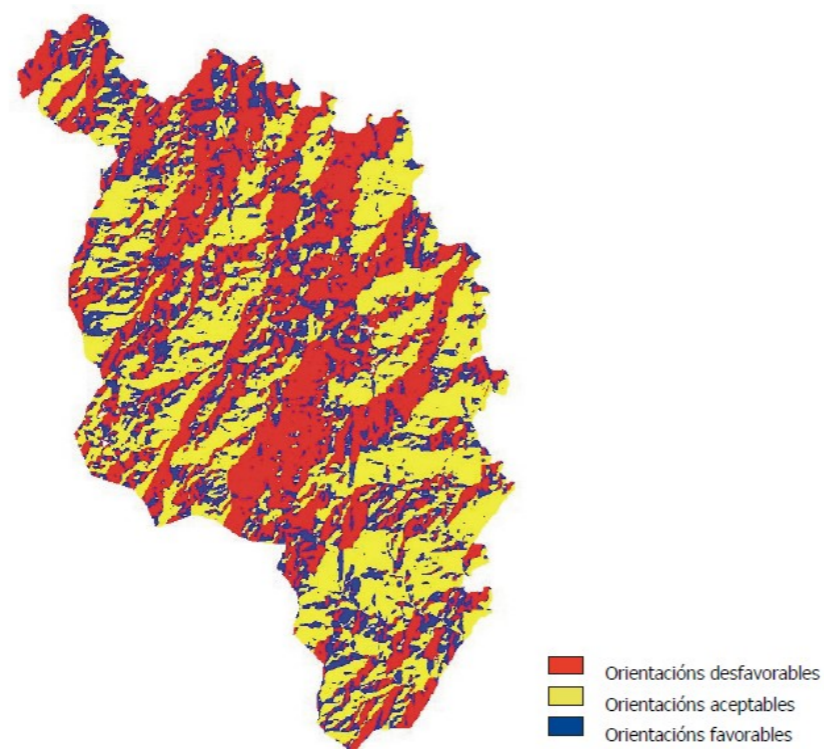 Orientacións desfavorables
Orientacións aceptables
Orientacións favorables